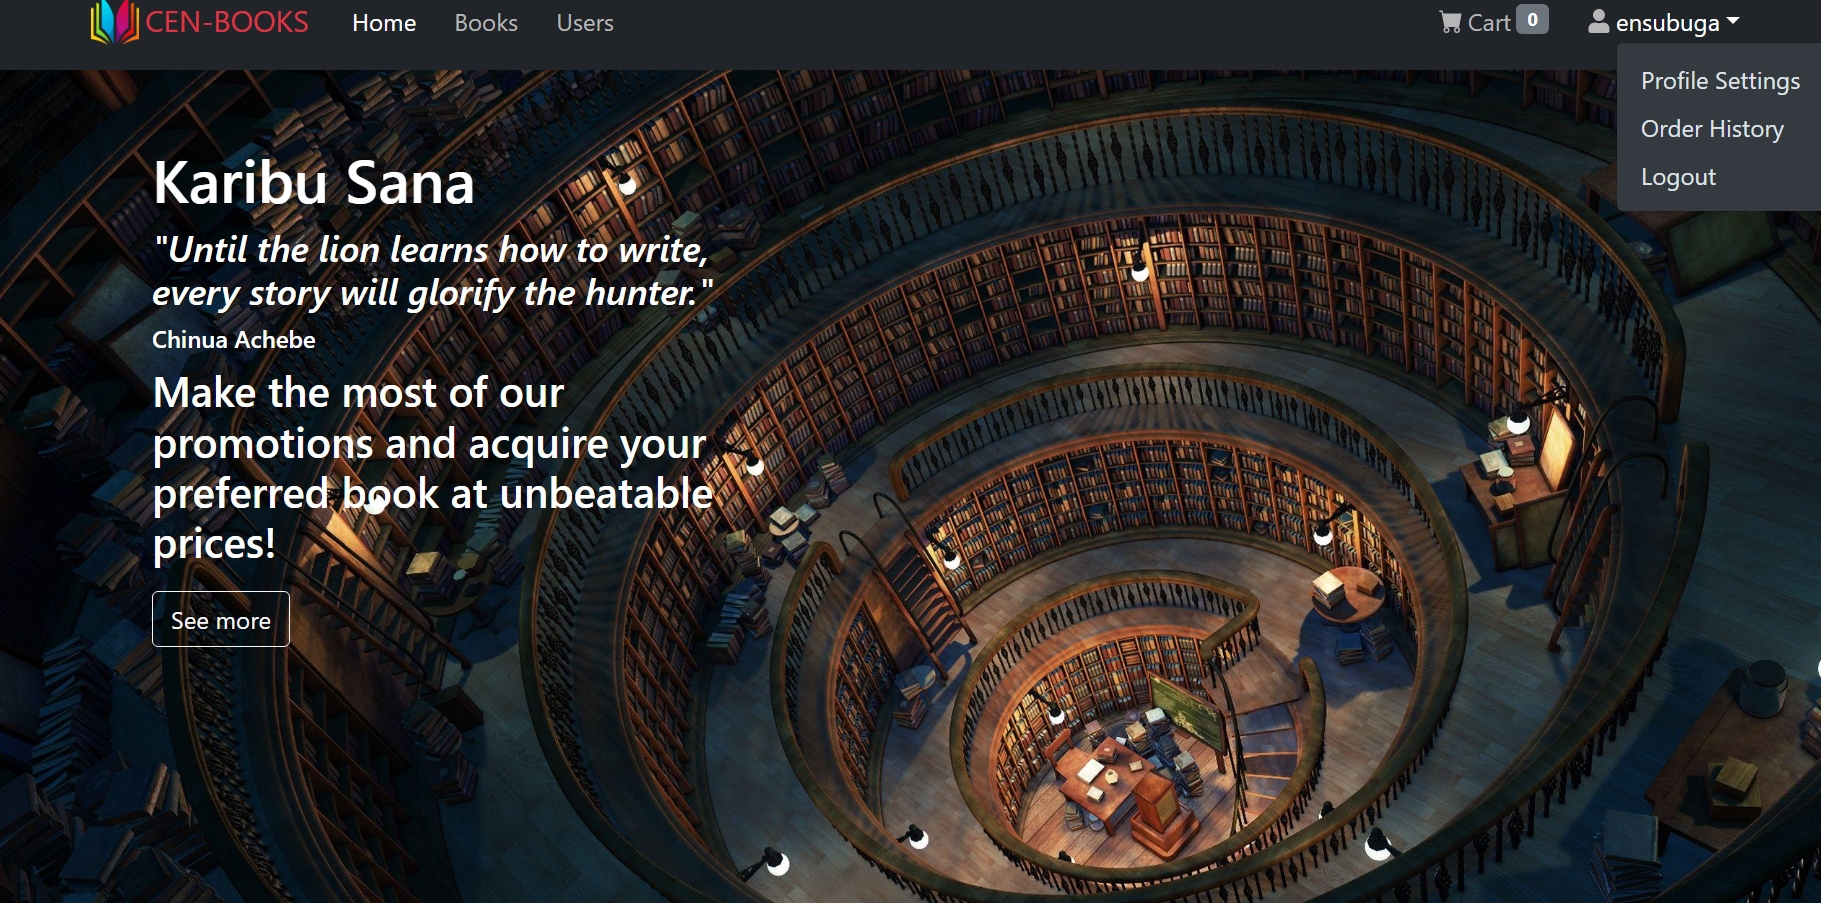 CEN-BOOKS
Home
Books
Users
Cart 0
ensubuga
Profile Settings
Order History
Logout
Karibu Sana
"Until the lion learns how to write,
every story will glorify the hunter."
Chinua Achebe
Make the most of our
promotions and acquire your
preferred book at unbeatable
prices!
See more